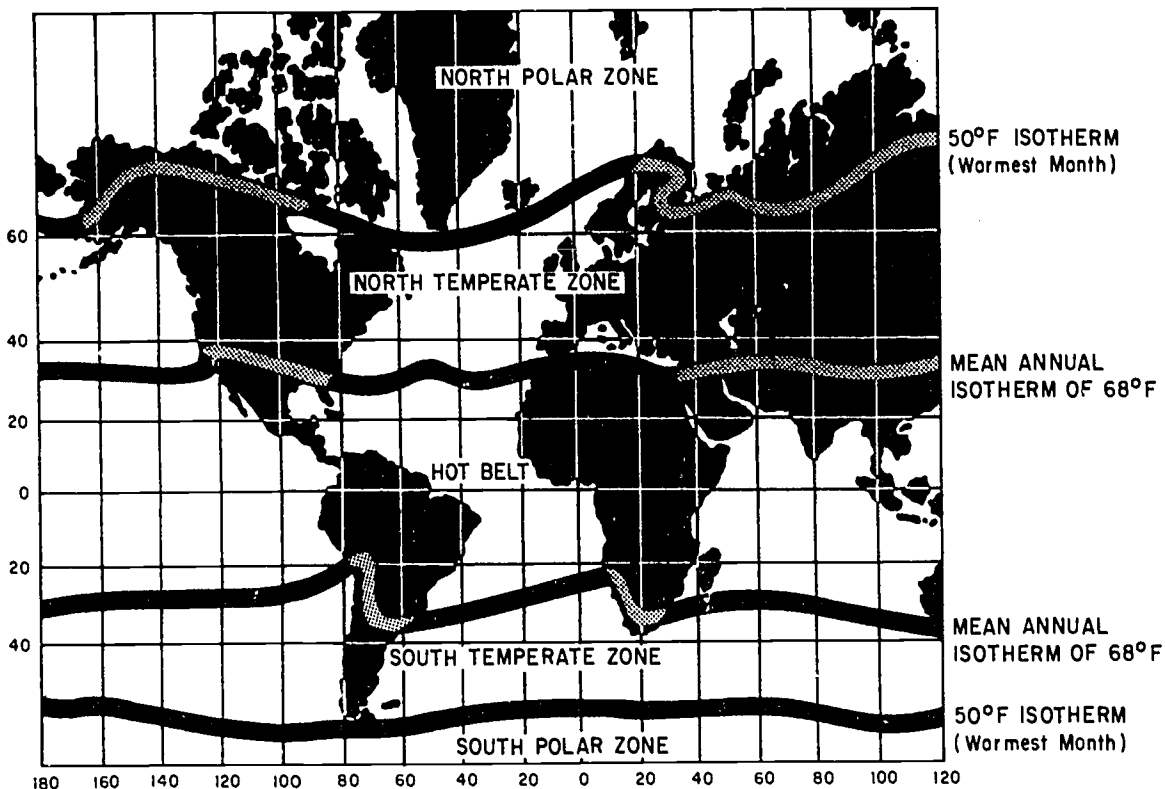 NORTH POLAR ZONE
50°F ISOTHERM
(Warmest Month)
60
NORTH TEMPERATE ZONE
40
MEAN ANNUAL
ISOTHERM OF 68°F
20
HOT BELT
0
20
40
MEAN ANNUAL
ISOTHERM OF 68°F
SOUTH TEMPERATE ZONE
50°F ISOTHERM
(Warmest Month)
SOUTH POLAR ZONE
180 160 140 120 100 80 60 40 20 0 20 40 60 80 100 120